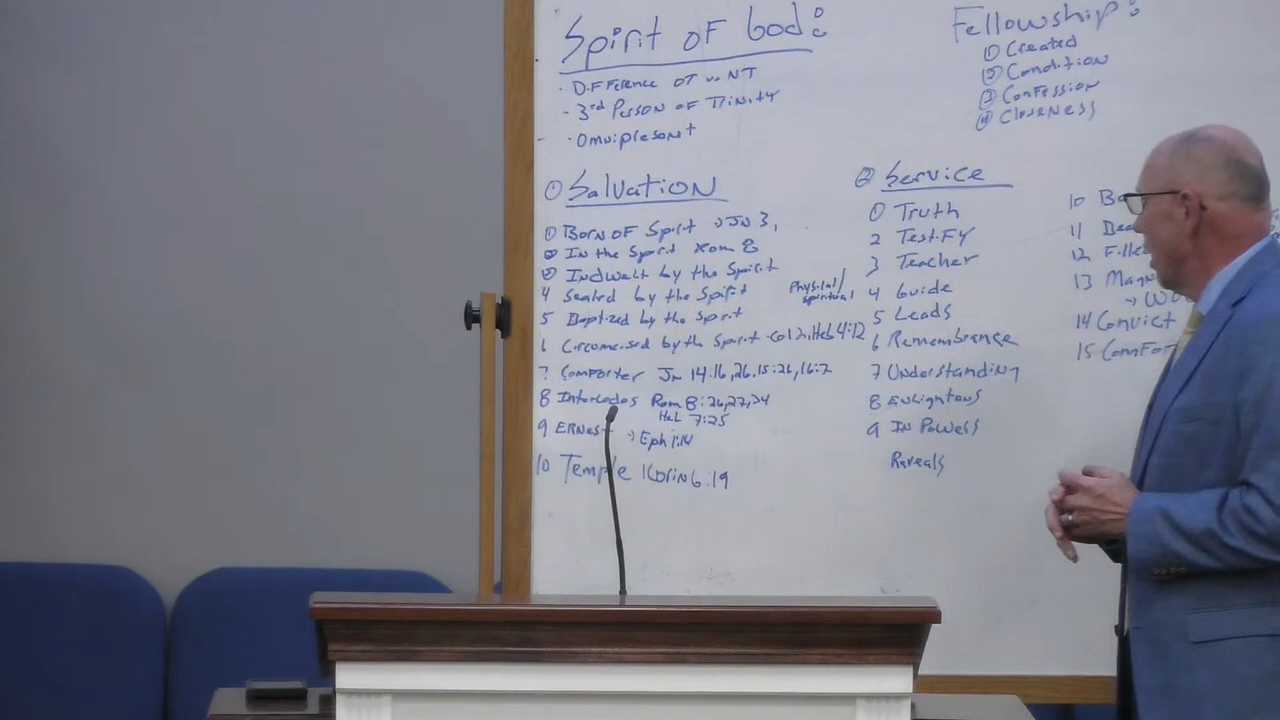 Spirit of God:
- Difference OT vs NT
- 3rd Person of Trinity
- Omnipresent
① Salvation
① Born of Spirit → Jn 3,
② In the Spirit Rom 8
③ Indwelt by the Spirit
4 Sealed by the Spirit
5 Baptized by the Spirit
6 Circumcised by the Spirit - Col 2, Heb 4:12
Physical/
spiritual
7 Comforter Jn 14:16, 26, 15:26, 16:7
8 Intercedes Rom 8:26, 27, 34
Heb 7:25
9 ERNest → Eph 1:14
10 Temple 1 Corin 6:19
Fellowship:
① Created
② Condition
③ Confession
④ Closeness
② Service
① Truth
2 Testify
3 Teacher
4 Guide
5 Leads
6 Remembrance
7 Understanding
8 Enlightens
9 In Powers
Reveals
10
11
12
13
14 Convict
15